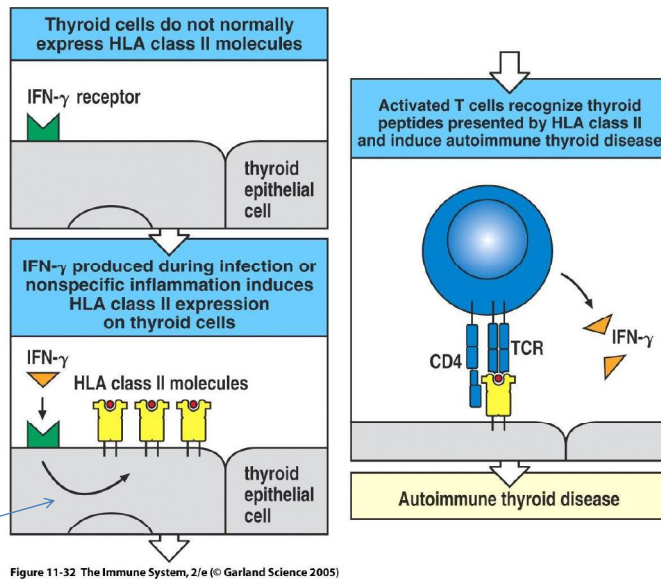 Thyroid cells do not normally
express HLA class II molecules
IFN-γ receptor
thyroid
epithelial
cell
IFN-γ produced during infection or
nonspecific inflammation induces
HLA class II expression
on thyroid cells
IFN-γ
HLA class II molecules
thyroid
epithelial
cell
Activated T cells recognize thyroid
peptides presented by HLA class II
and induce autoimmune thyroid disease
CD4
TCR
IFN-γ
Autoimmune thyroid disease
Figure 11-32 The Immune System, 2/e (© Garland Science 2005)